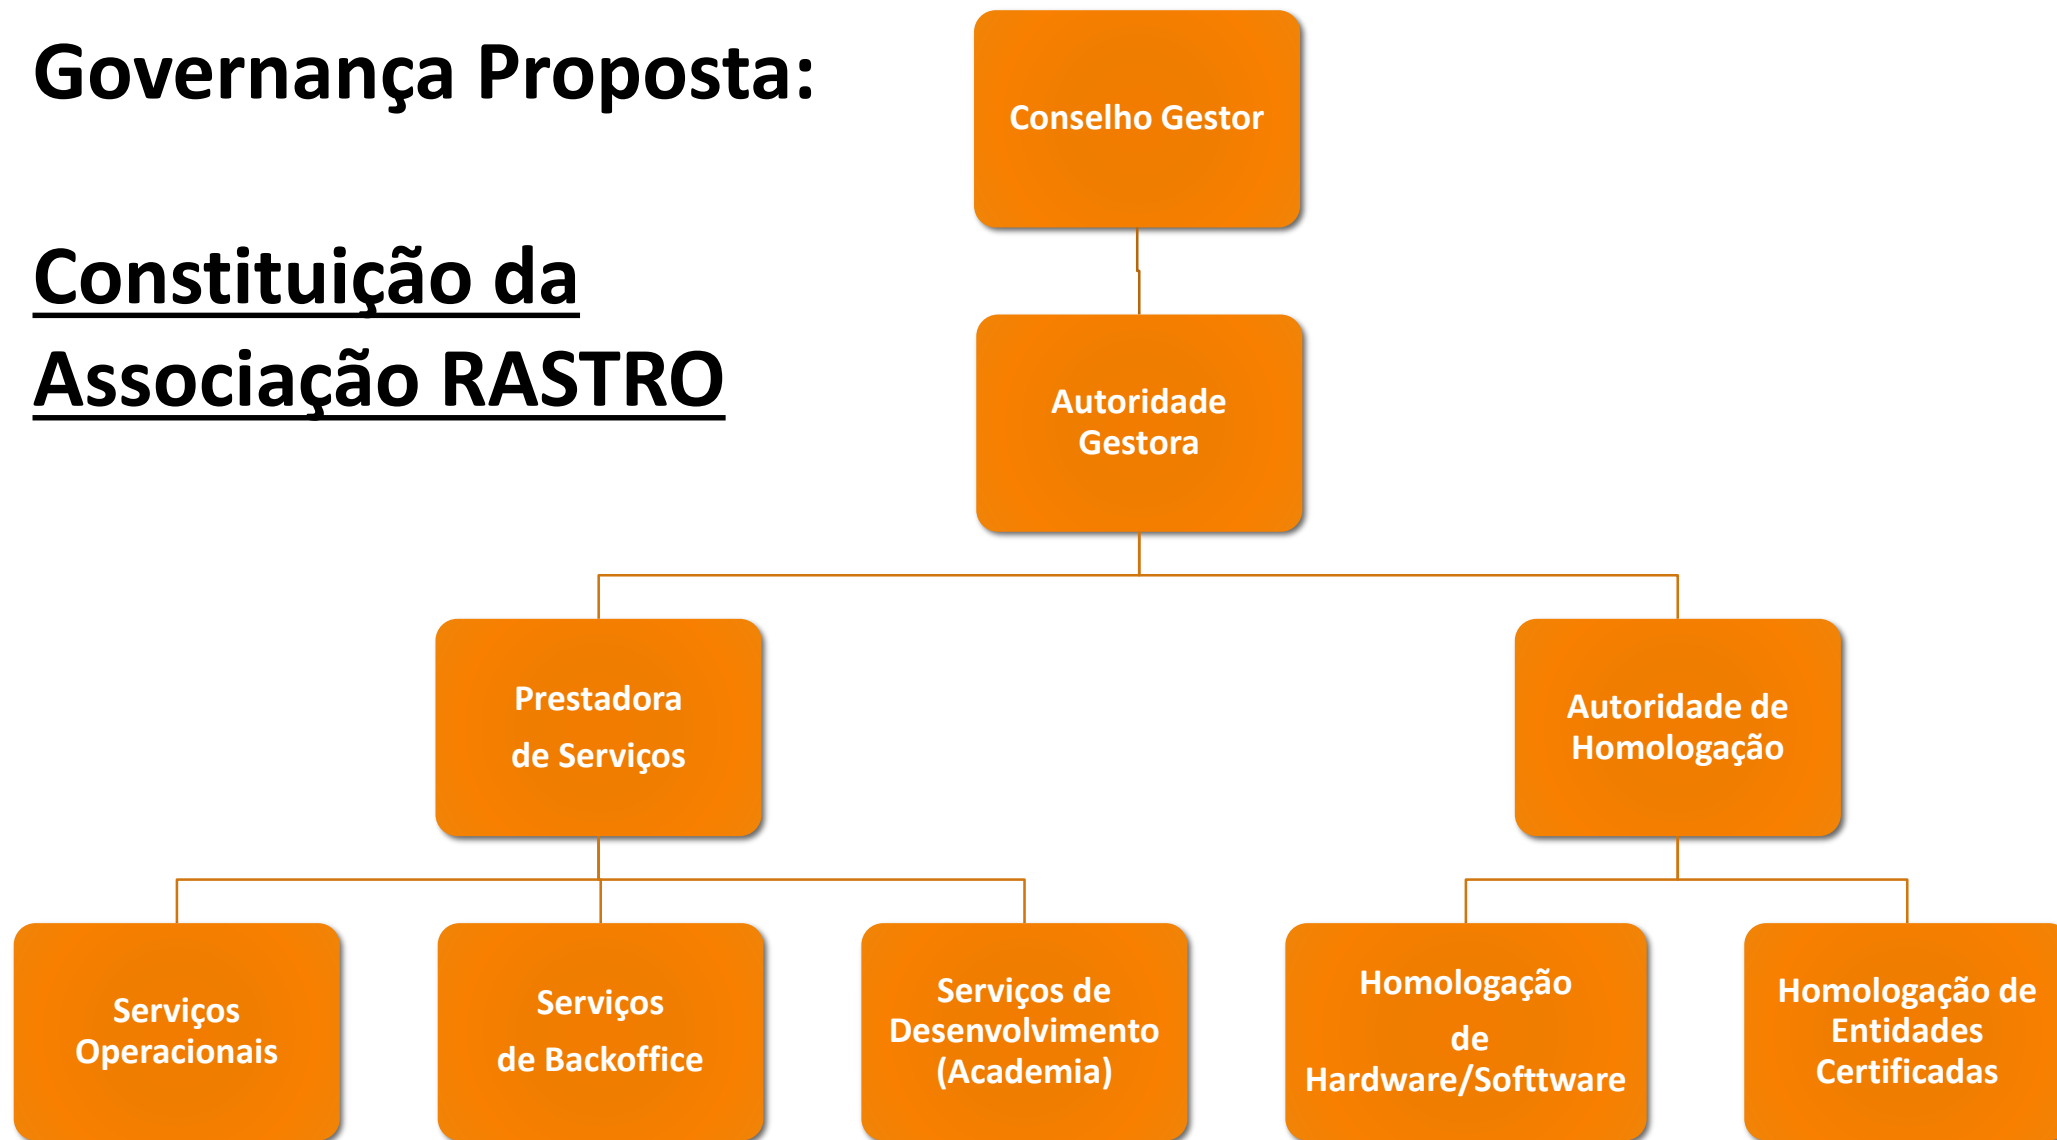 Governança Proposta:
Constituição da
Associação RASTRO
Conselho Gestor
Autoridade
Gestora
Prestadora
de Serviços
Autoridade de
Homologação
Serviços
Operacionais
Serviços
de Backoffice
Serviços de
Desenvolvimento
(Academia)
Homologação
de
Hardware/Softtware
Homologação de
Entidades
Certificadas